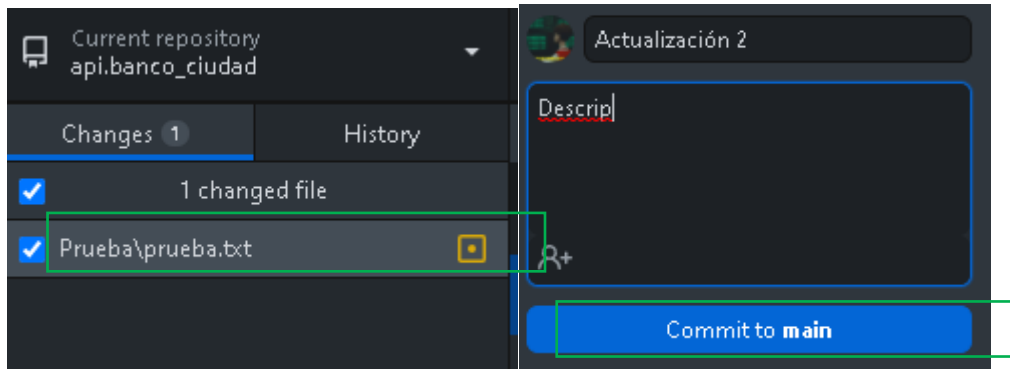 Current repository
api.banco_ciudad
Changes 1
History
1 changed file
Prueba\prueba.txt
Actualización 2
Descrip
Commit to main